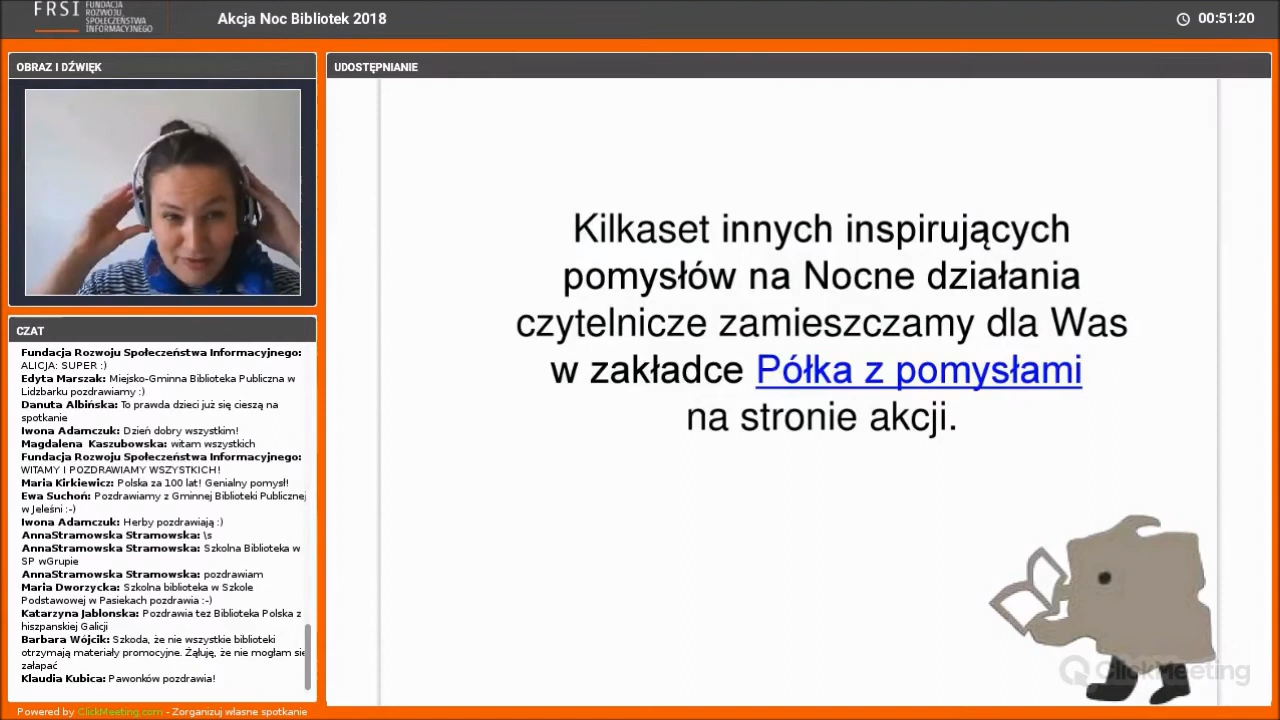 FRSI
FUNDACJA
ROZWOJU
SPOŁECZEŃSTWA
INFORMACYJNEGO
Akcja Noc Bibliotek 2018
00:51:20
OBRAZ I DŹWIĘK
UDOSTĘPNIANIE
Kilkaset innych inspirujących
pomysłów na Nocne działania
czytelnicze zamieszczamy dla Was
w zakładce Półka z pomysłami
na stronie akcji.
CZAT
Fundacja Rozwoju Społeczeństwa Informacyjnego:
ALICJA: SUPER :)
Edyta Marszak: Miejsko-Gminna Biblioteka Publiczna w
Lidzbarku pozdrawiamy :)
Danuta Albińska: To prawda dzieci już się cieszą na
spotkanie
Iwona Adamczuk: Dzień dobry wszystkim!
Magdalena Kaszubowska: witam wszystkich
Fundacja Rozwoju Społeczeństwa Informacyjnego:
WITAMY I POZDRAWIAMY WSZYSTKICH!
Maria Kirkiewicz: Polska za 100 lat! Genialny pomysł!
Ewa Suchoń: Pozdrawiamy z Gminnej Biblioteki Publicznej
w Jeleśni :-)
Iwona Adamczuk: Herby pozdrawiają :)
AnnaStramowska Stramowska: \s
AnnaStramowska Stramowska: Szkolna Biblioteka w
SP wGrupie
AnnaStramowska Stramowska: pozdrawiam
Maria Dworzycka: Szkolna biblioteka w Szkole
Podstawowej w Pasiekach pozdrawia :-)
Katarzyna Jablonska: Pozdrawia tez Biblioteka Polska z
hiszpanskiej Galicji
Barbara Wójcik: Szkoda, że nie wszystkie biblioteki
otrzymają materiały promocyjne. Żąłuję, że nie mogłam sie
załapać
Klaudia Kubica: Pawonków pozdrawia!
ClickMeeting
Powered by ClickMeeting.com - Zorganizuj własne spotkanie